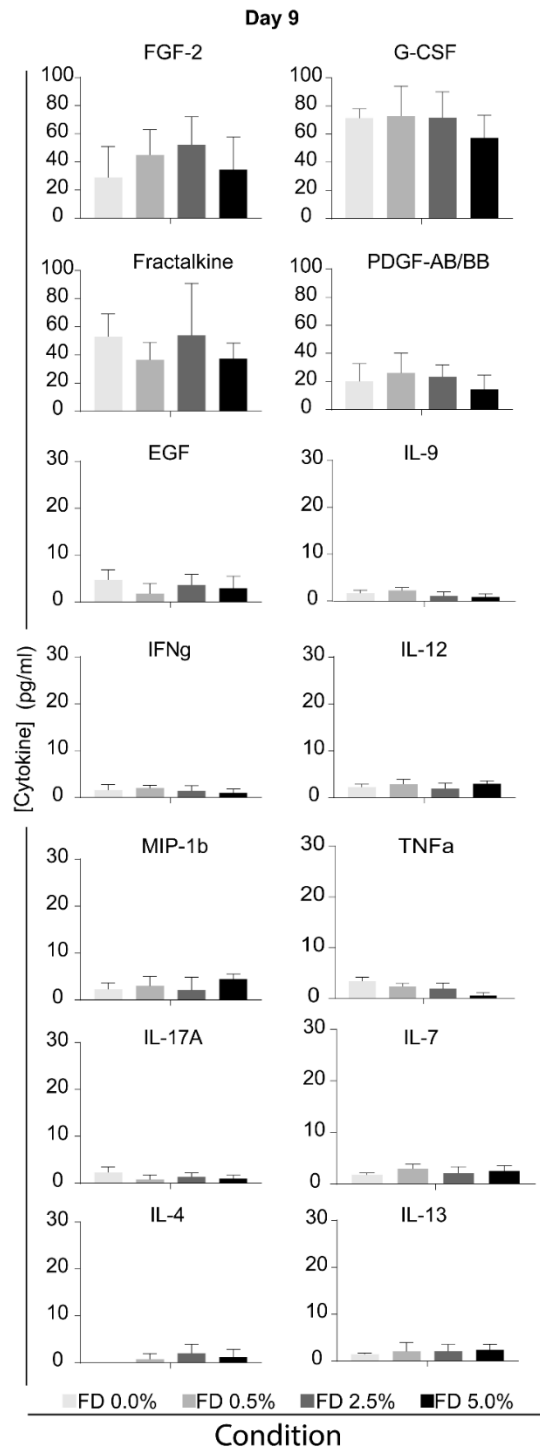 Day 9
FGF-2 G-CSF
100 100
80 80
60 60
40 40
20 20
0 0
Fractalkine PDGF-AB/BB
100 100
80 80
60 60
40 40
20 20
0 0
EGF IL-9
30 30
20 20
10 10
0 0
IFNg IL-12
30 30
20 20
10 10
0 0
MIP-1b TNFa
30 30
20 20
10 10
0 0
IL-17A IL-7
30 30
20 20
10 10
0 0
IL-4 IL-13
30 30
20 20
10 10
0 0
[Cytokine] (pg/ml)
FD 0.0% FD 0.5% FD 2.5% FD 5.0%
Condition